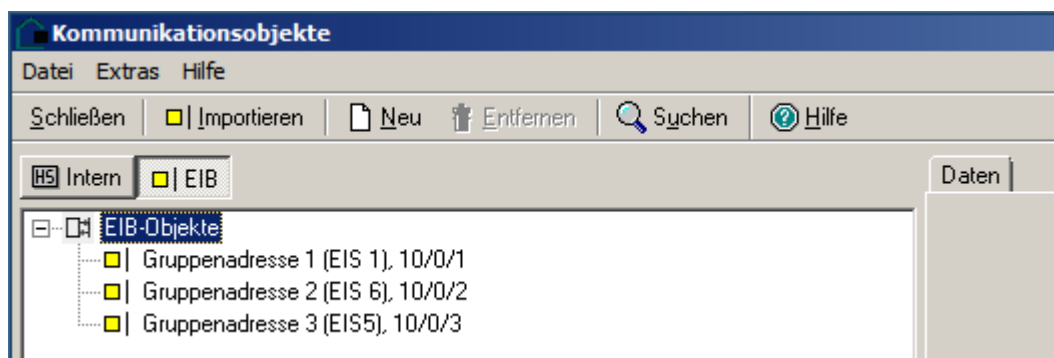 Kommunikationsobjekte
Datei Extras Hilfe
Schließen Importieren Neu Entfernen Suchen Hilfe
HS Intern EIB Daten
EIB-Objekte
Gruppenadresse 1 (EIS 1), 10/0/1
Gruppenadresse 2 (EIS 6), 10/0/2
Gruppenadresse 3 (EIS5), 10/0/3